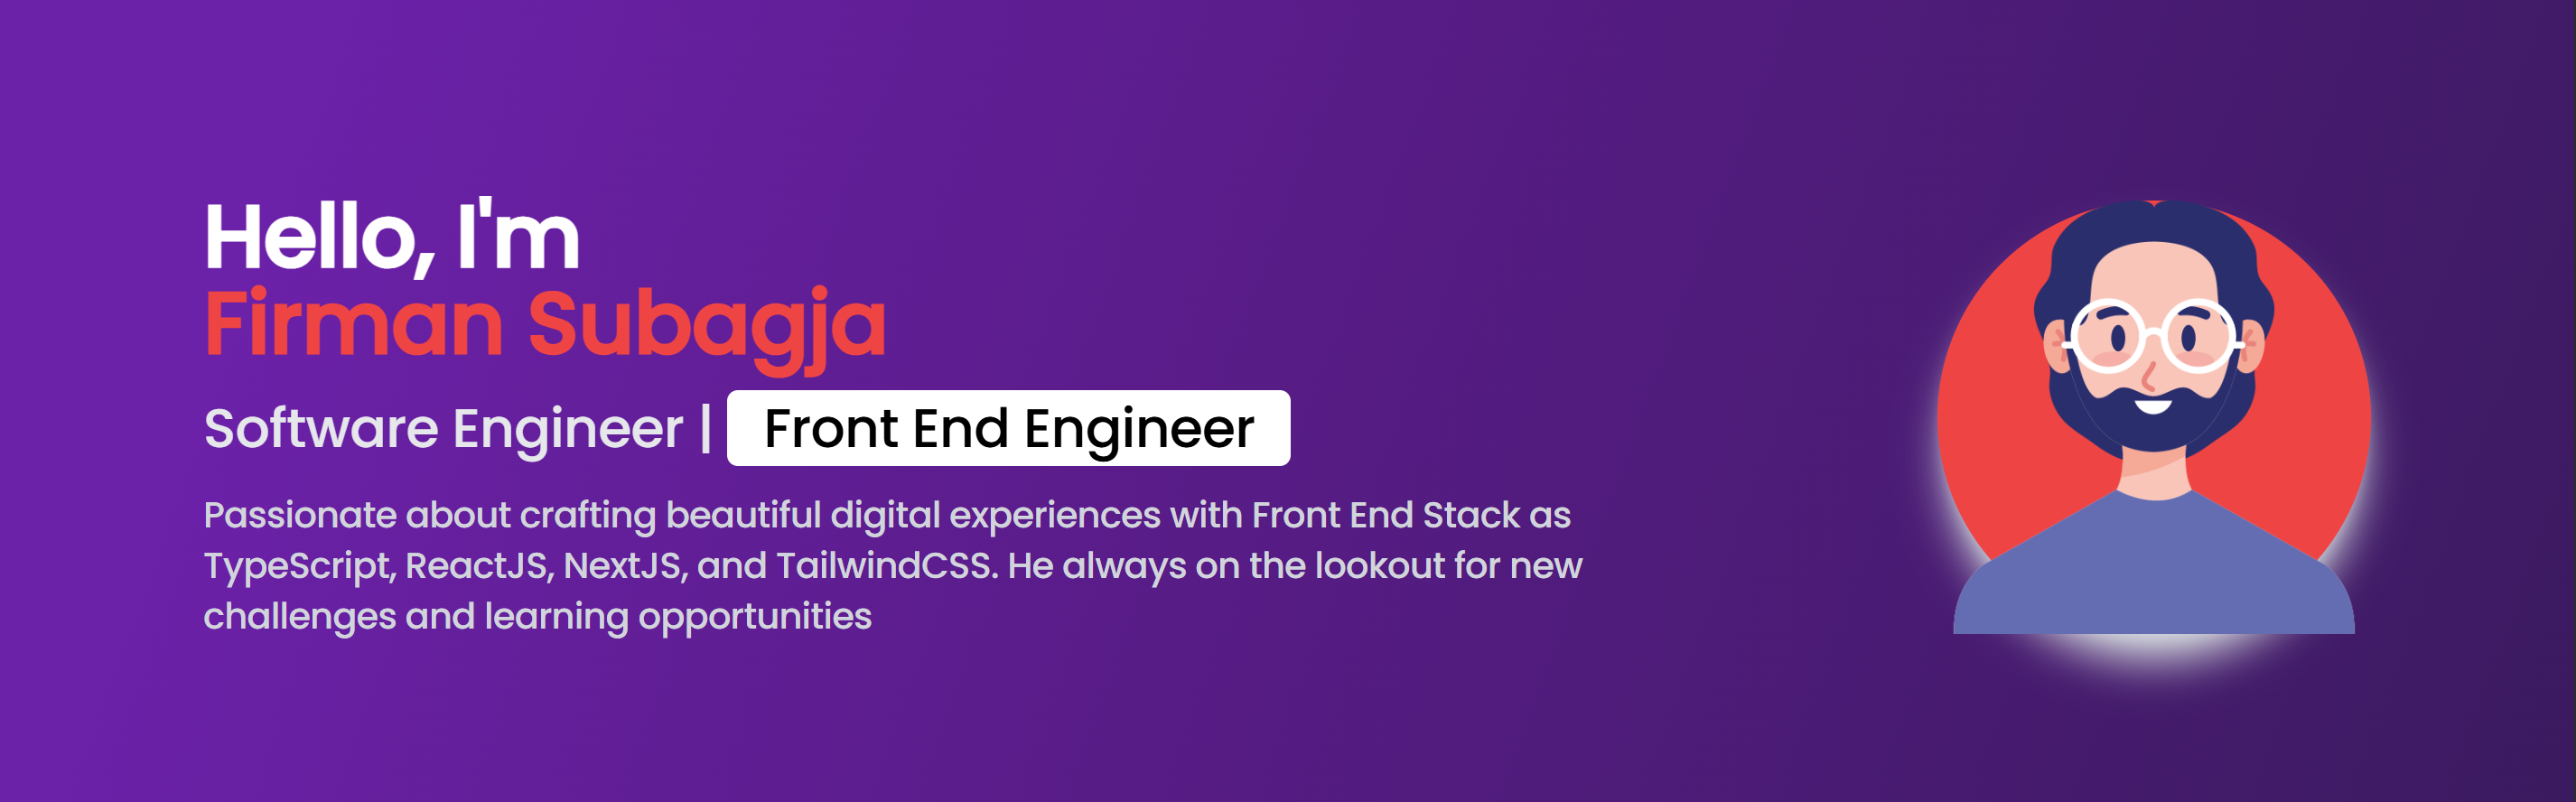 Hello, I'm
Firman Subagja
Software Engineer | Front End Engineer
Passionate about crafting beautiful digital experiences with Front End Stack as
TypeScript, ReactJS, NextJS, and TailwindCSS. He always on the lookout for new
challenges and learning opportunities